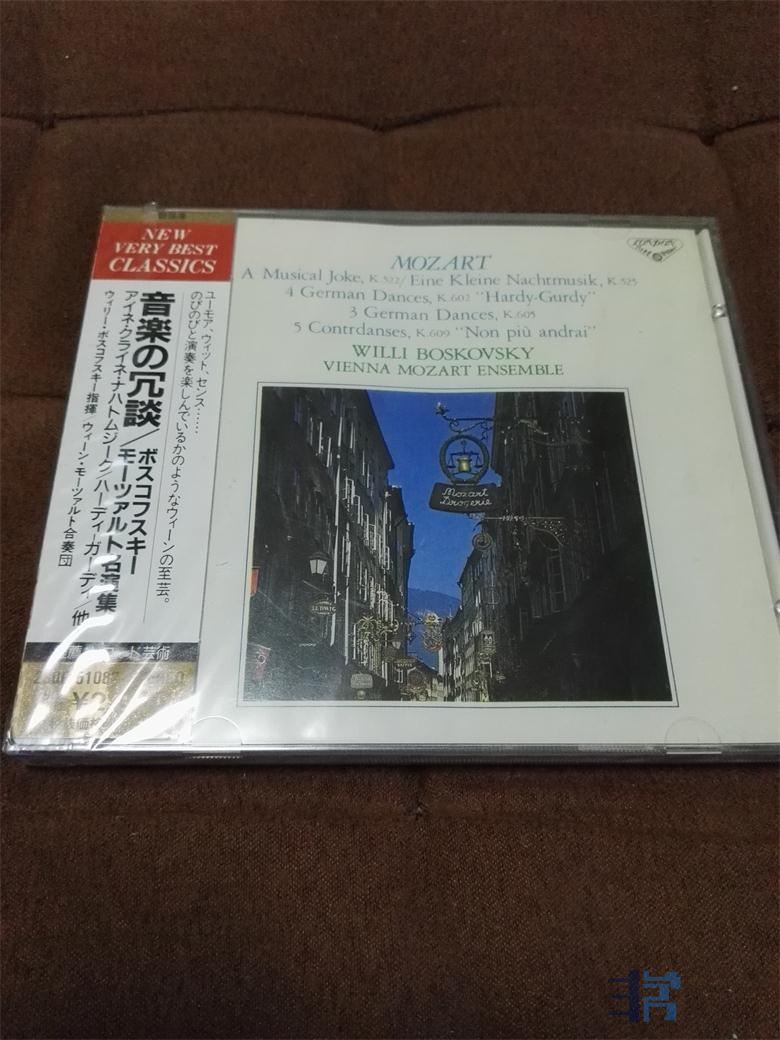 NEW
VERY BEST
CLASSICS
ユーモア、ウィット、センス……
のびのびと演奏を楽しんでいるかのようなウィーンの至芸。
音楽の冗談/ボスコフスキー
モーツァルト名演集
アイネ・クライネ・ナハトムジーク/ハーディ・ガーディ/他
ウィリー・ボスコフスキー指揮 ウィーン・モーツァルト合奏団
LONDON
MOZART
A Musical Joke, K.522/Eine Kleine Nachtmusik, K.525
4 German Dances, K.602 "Hardy-Gurdy"
3 German Dances, K.605
5 Contrdanses, K.609 "Non più andrai"
WILLI BOSKOVSKY
VIENNA MOZART ENSEMBLE
Mozart
Drogerie